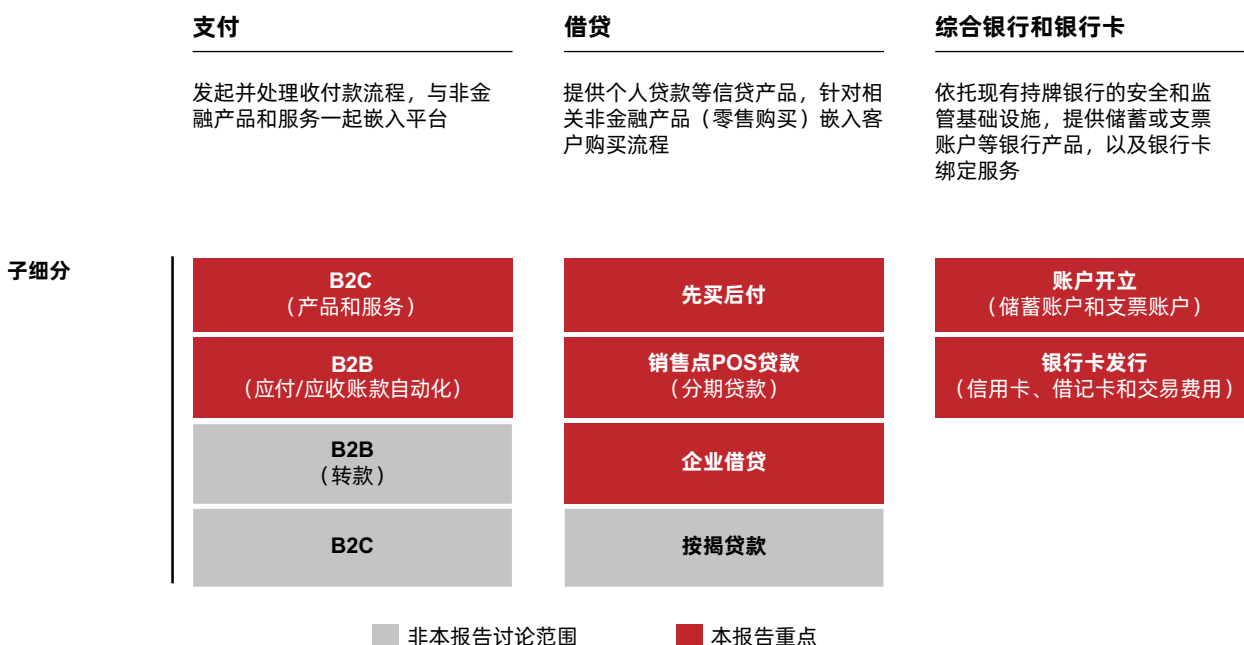 支付
发起并处理收付款流程，与非金
融产品和服务一起嵌入平台
借贷
提供个人贷款等信贷产品，针对相
关非金融产品（零售购买）嵌入客
户购买流程
综合银行和银行卡
依托现有持牌银行的安全和监
管基础设施，提供储蓄或支票
账户等银行产品，以及银行卡
绑定服务
子细分
B2C
（产品和服务）
B2B
（应付/应收账款自动化）
B2B
（转款）
B2C
先买后付
销售点POS贷款
（分期贷款）
企业借贷
按揭贷款
账户开立
（储蓄账户和支票账户）
银行卡发行
（信用卡、借记卡和交易费用）
非本报告讨论范围
本报告重点